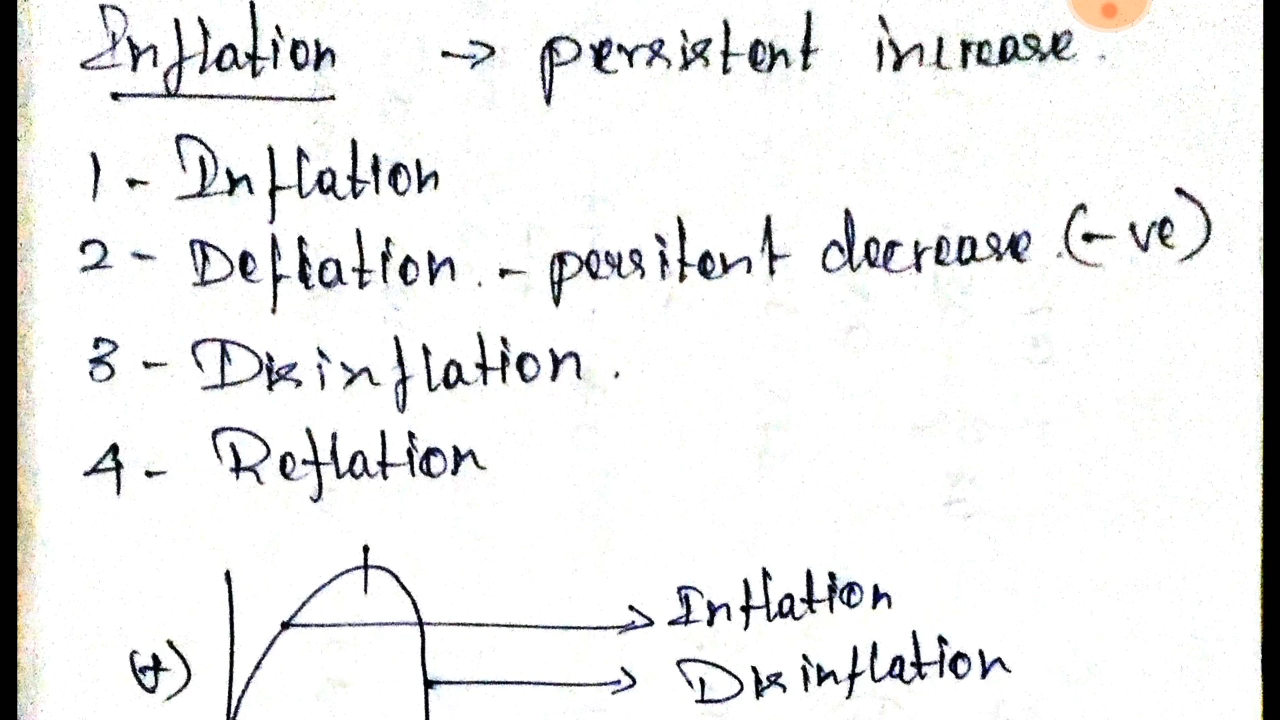 Inflation → persistent increase.
1 - Inflation
2 - Deflation. - persitent decrease. (-ve)
3 - Disinflation.
4 - Reflation
→ Inflation
(+) → Disinflation